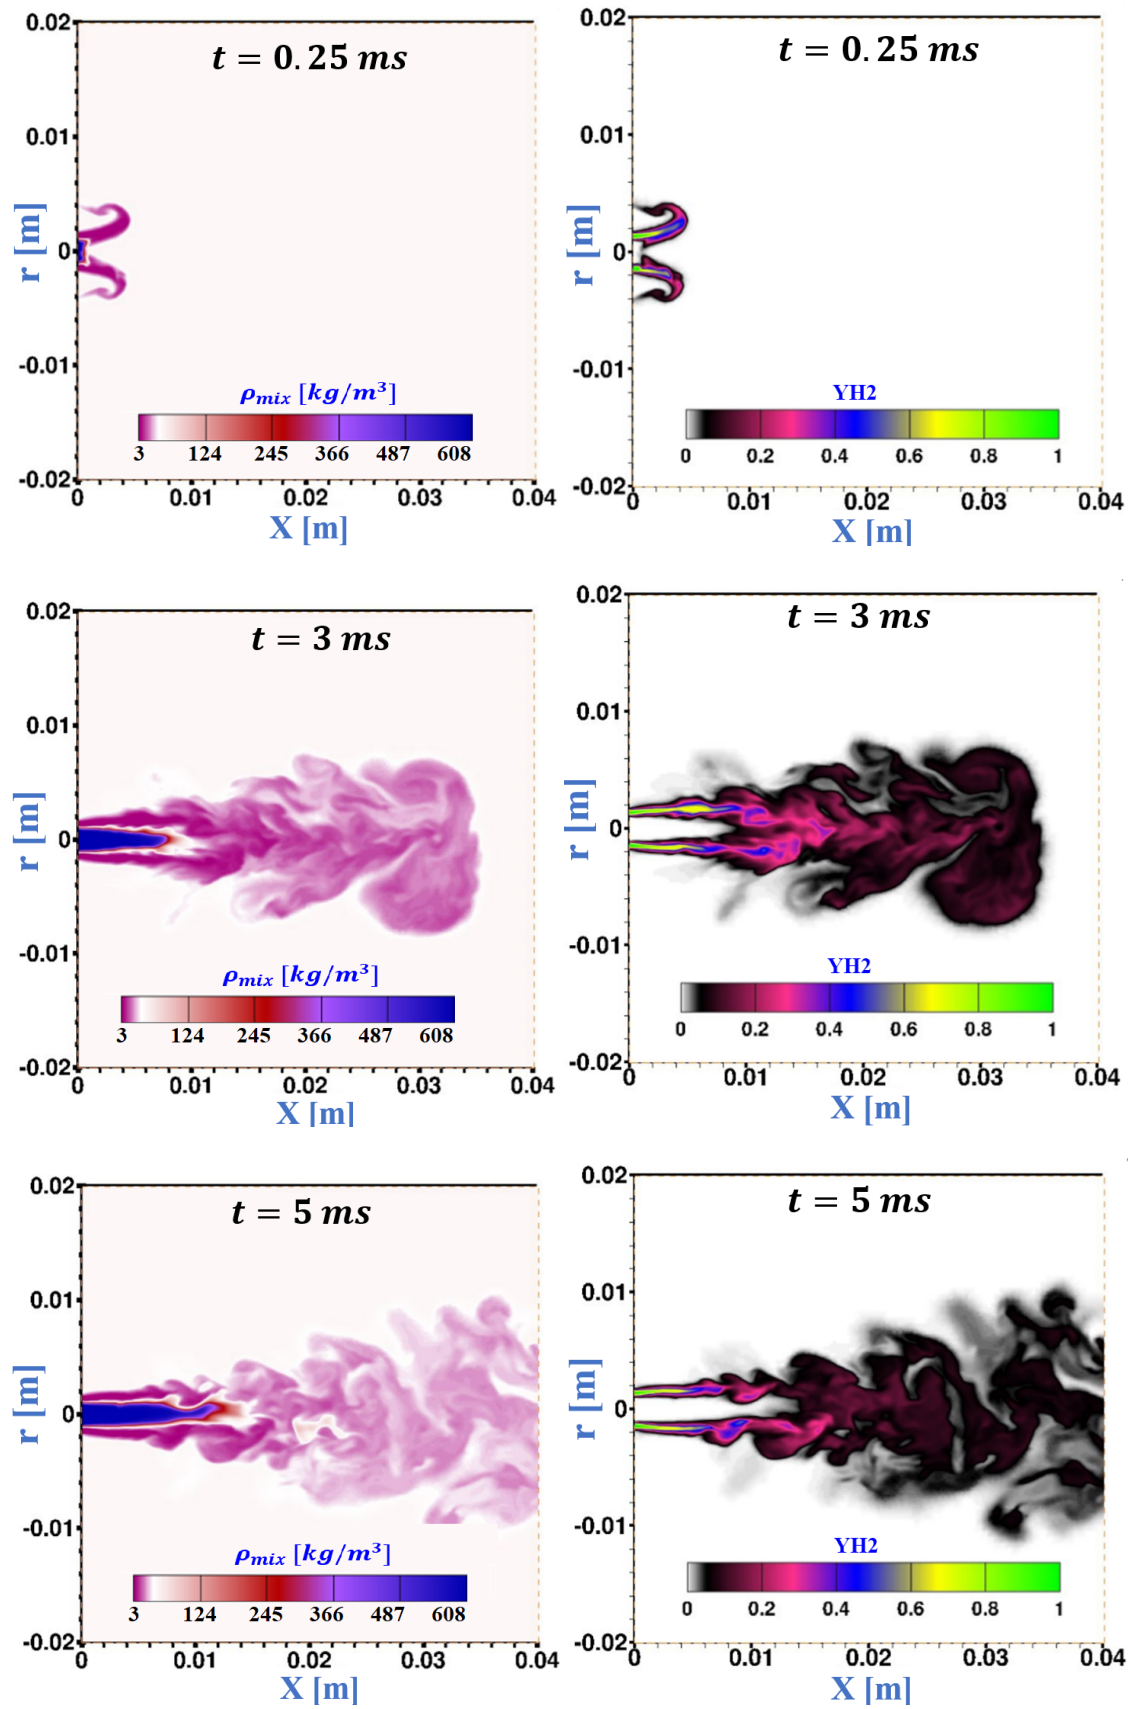 t = 0.25 ms
0.02
0.01
0
-0.01
-0.02
r [m]
ρmix [kg/m³]
3 124 245 366 487 608
0 0.01 0.02 0.03 0.04
X [m]
t = 0.25 ms
0.02
0.01
0
-0.01
-0.02
r [m]
YH2
0 0.2 0.4 0.6 0.8 1
0 0.01 0.02 0.03 0.04
X [m]
t = 3 ms
0.02
0.01
0
-0.01
-0.02
r [m]
ρmix [kg/m³]
3 124 245 366 487 608
0 0.01 0.02 0.03 0.04
X [m]
t = 3 ms
0.02
0.01
0
-0.01
-0.02
r [m]
YH2
0 0.2 0.4 0.6 0.8 1
0 0.01 0.02 0.03 0.04
X [m]
t = 5 ms
0.02
0.01
0
-0.01
-0.02
r [m]
ρmix [kg/m³]
3 124 245 366 487 608
0 0.01 0.02 0.03 0.04
X [m]
t = 5 ms
0.02
0.01
0
-0.01
-0.02
r [m]
YH2
0 0.2 0.4 0.6 0.8 1
0 0.01 0.02 0.03 0.04
X [m]